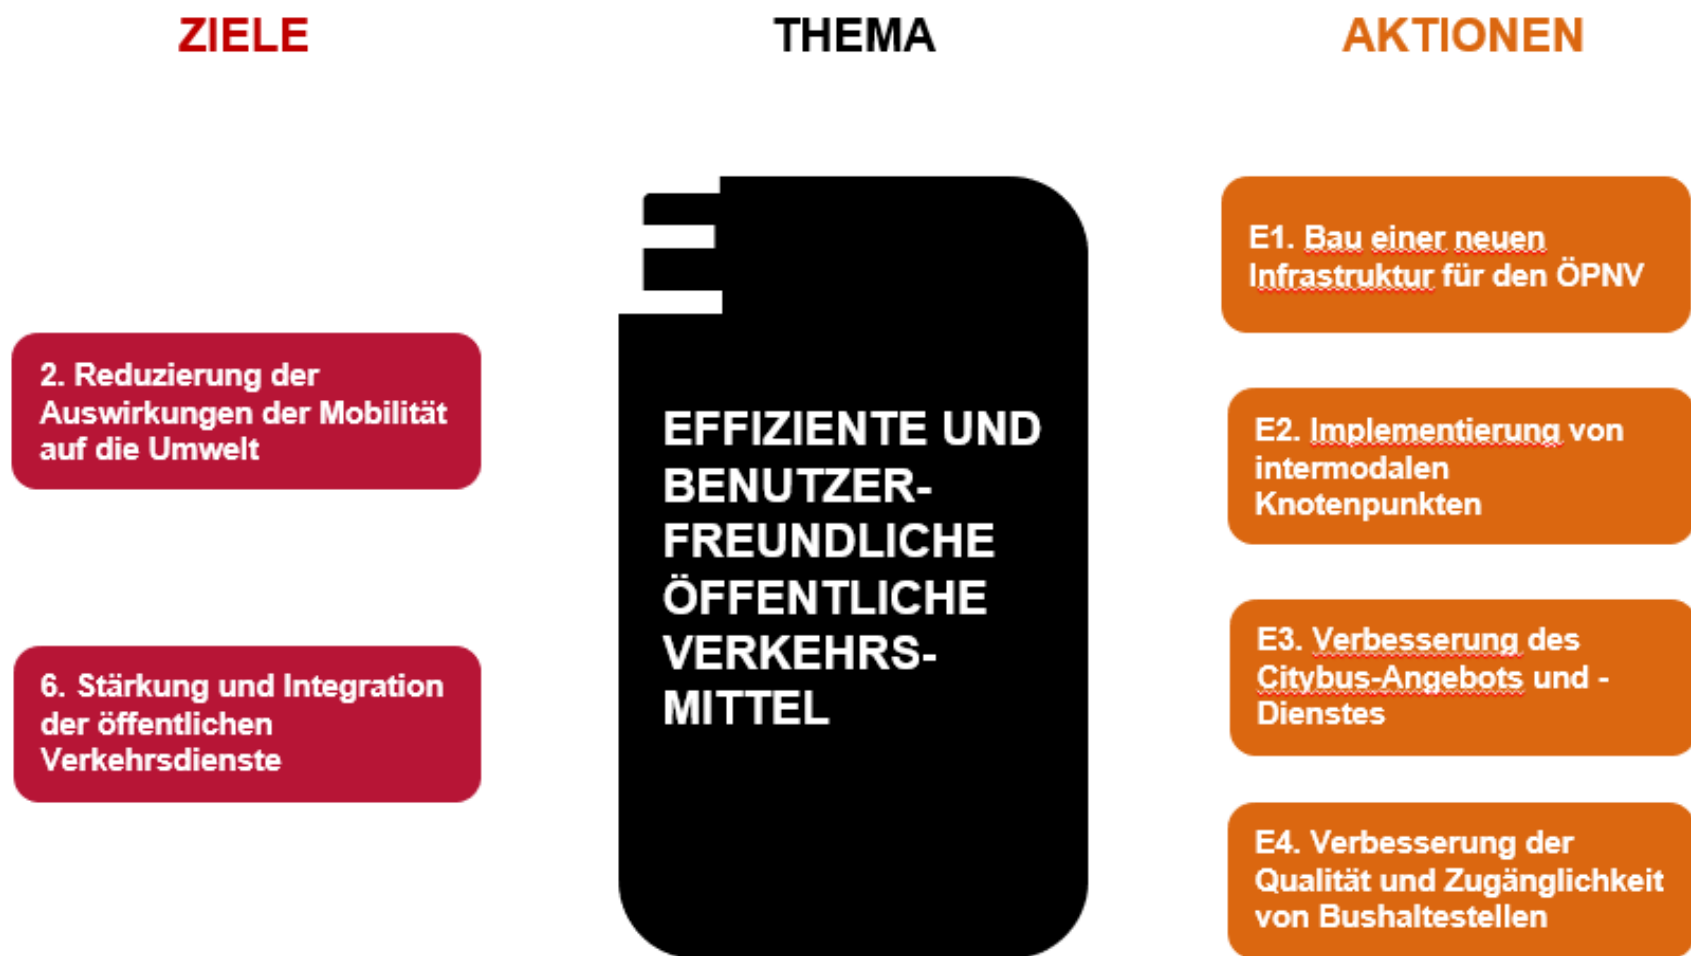 ZIELE
THEMA
AKTIONEN
2. Reduzierung der
Auswirkungen der Mobilität
auf die Umwelt
6. Stärkung und Integration
der öffentlichen
Verkehrsdienste
E
EFFIZIENTE UND
BENUTZER-
FREUNDLICHE
ÖFFENTLICHE
VERKEHRS-
MITTEL
E1. Bau einer neuen
Infrastruktur für den ÖPNV
E2. Implementierung von
intermodalen
Knotenpunkten
E3. Verbesserung des
Citybus-Angebots und -
Dienstes
E4. Verbesserung der
Qualität und Zugänglichkeit
von Bushaltestellen